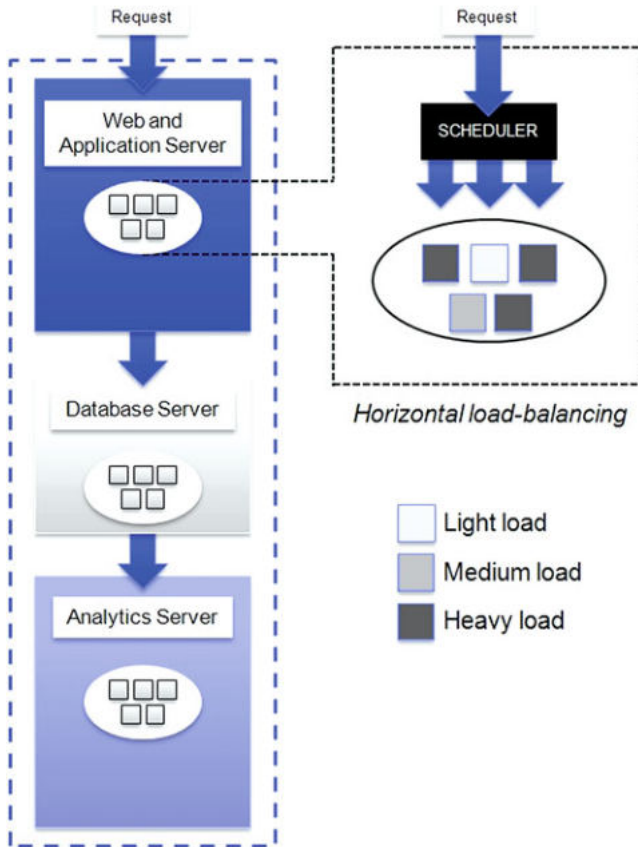 Request
Web and
Application Server
Database Server
Analytics Server
Request
SCHEDULER
Horizontal load-balancing
Light load
Medium load
Heavy load